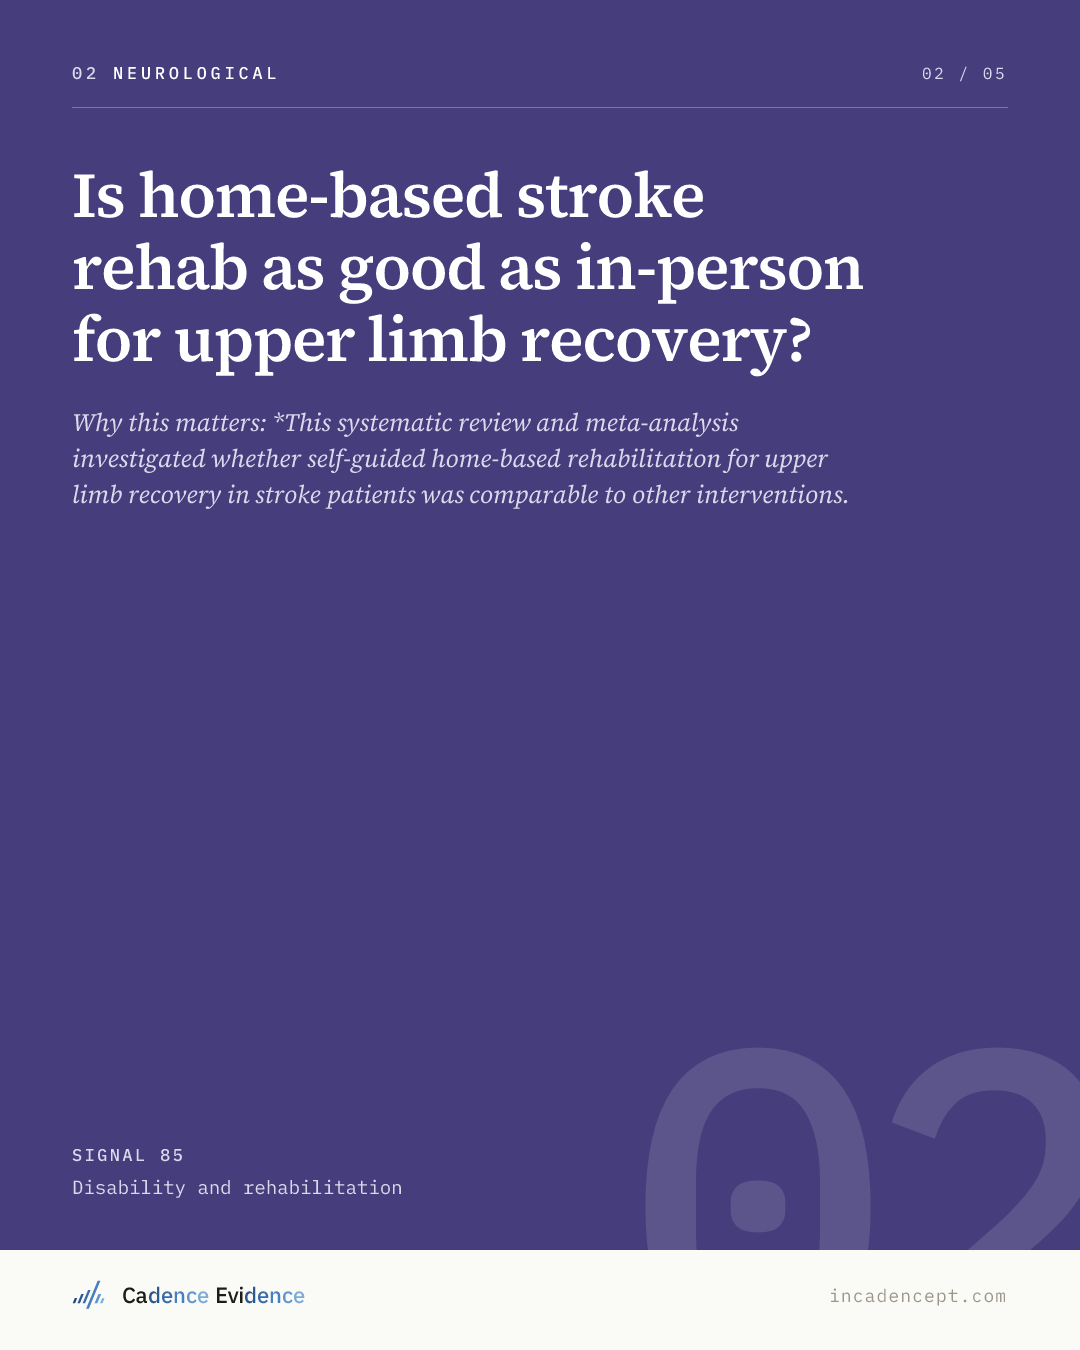 02 NEUROLOGICAL
02 / 05
Is home-based stroke
rehab as good as in-person
for upper limb recovery?
Why this matters: *This systematic review and meta-analysis
investigated whether self-guided home-based rehabilitation for upper
limb recovery in stroke patients was comparable to other interventions.
02
SIGNAL 85
Disability and rehabilitation
Cadence Evidence
incadencept.com